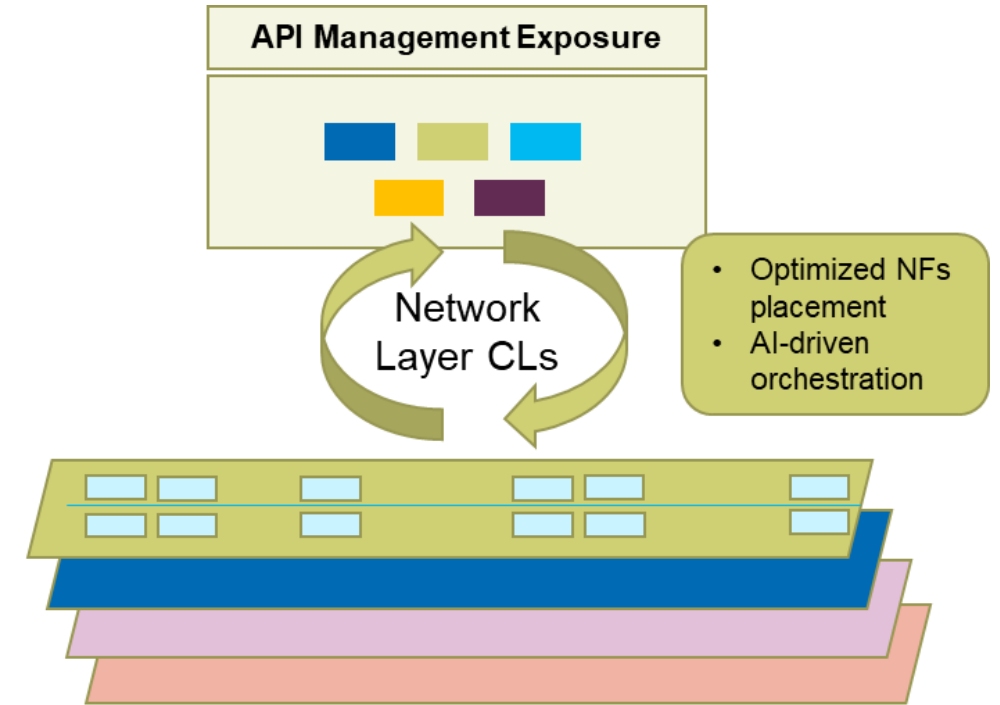 API Management Exposure
Network
Layer CLs
• Optimized NFs
placement
• AI-driven
orchestration